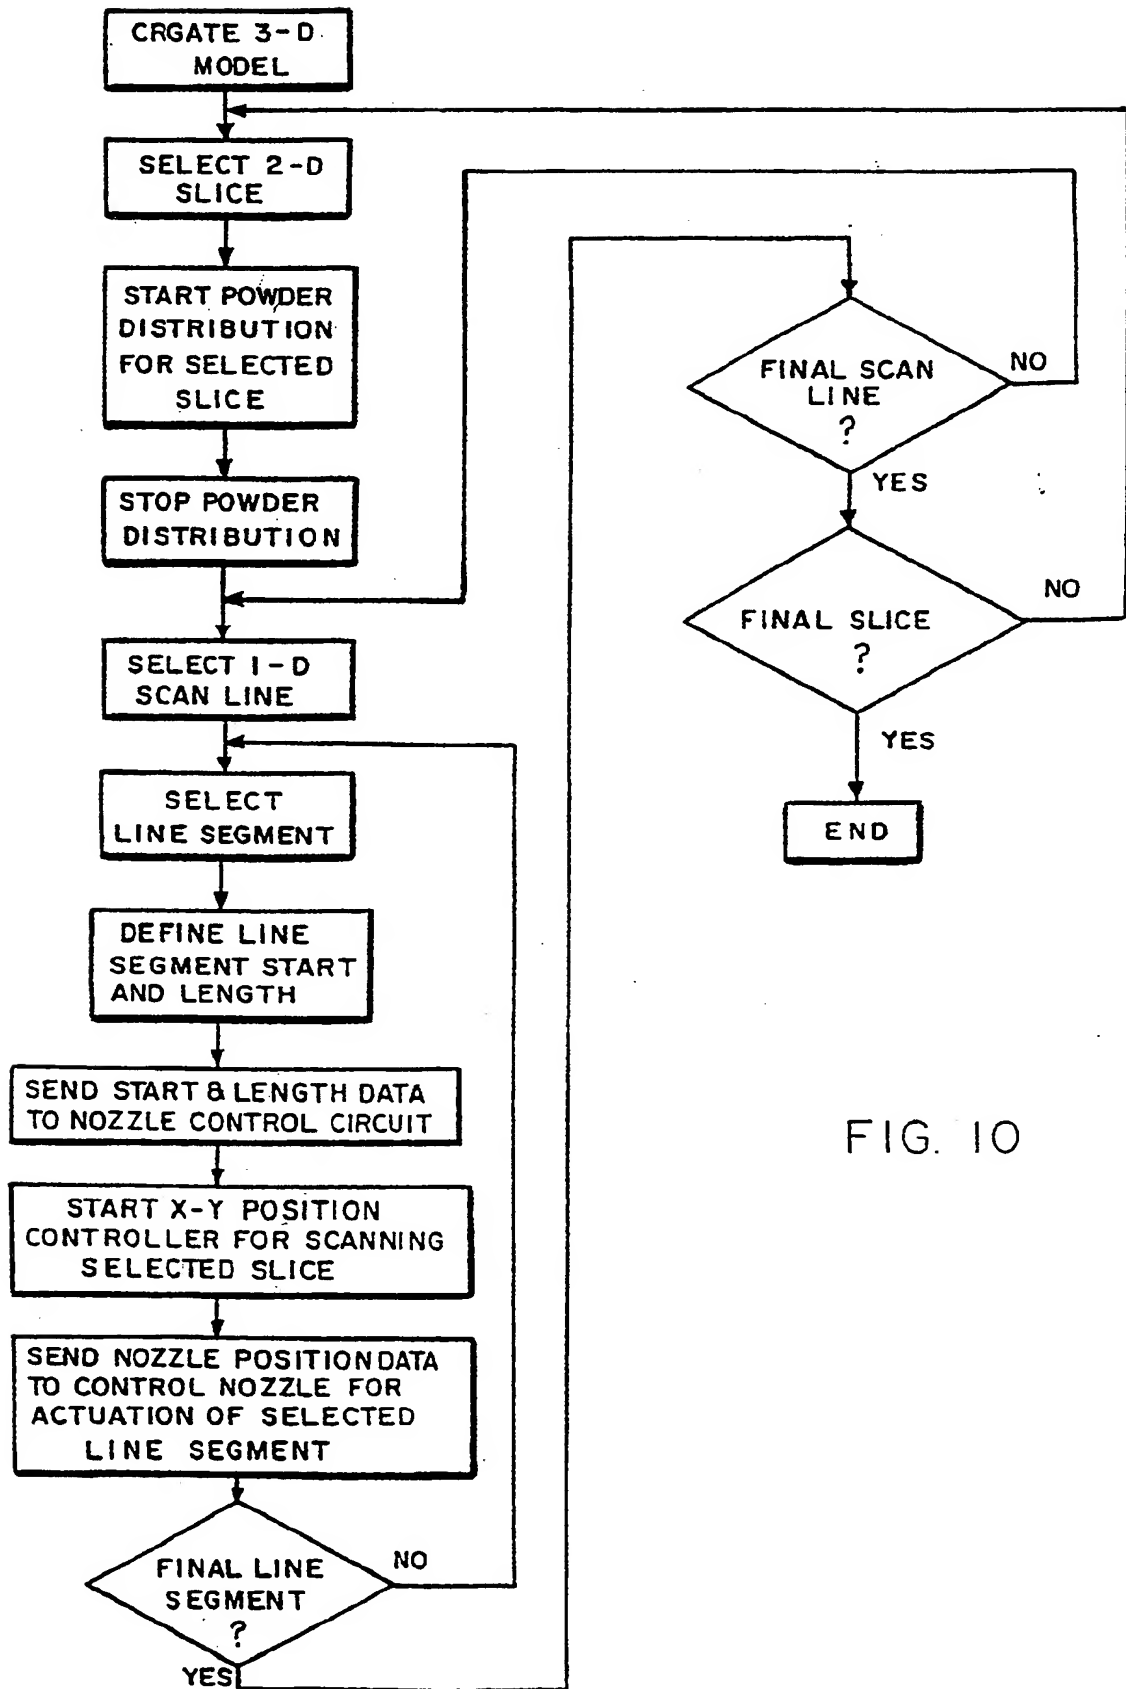 CRGATE 3-D
MODEL
SELECT 2-D
SLICE
START POWDER
DISTRIBUTION
FOR SELECTED
SLICE
STOP POWDER
DISTRIBUTION
SELECT 1-D
SCAN LINE
SELECT
LINE SEGMENT
DEFINE LINE
SEGMENT START
AND LENGTH
SEND START & LENGTH DATA
TO NOZZLE CONTROL CIRCUIT
START X-Y POSITION
CONTROLLER FOR SCANNING
SELECTED SLICE
SEND NOZZLE POSITION DATA
TO CONTROL NOZZLE FOR
ACTUATION OF SELECTED
LINE SEGMENT
FINAL LINE
SEGMENT
?
NO
YES
FINAL SCAN
LINE
?
NO
YES
FINAL SLICE
?
NO
YES
END
FIG. 10